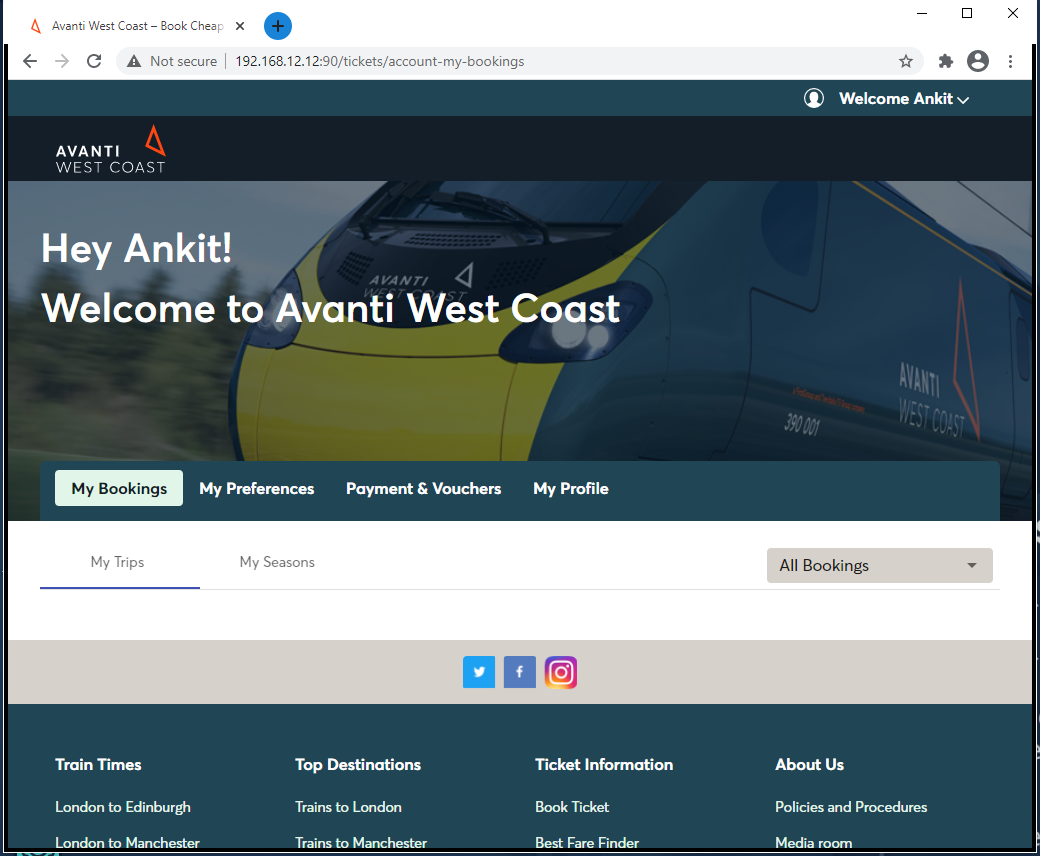 Avanti West Coast – Book Cheap
Not secure
192.168.12.12:90/tickets/account-my-bookings
Welcome Ankit
AVANTI
WEST COAST
Hey Ankit!
AVANTI
WEST COAST
Welcome to Avanti West Coast
AVANTI
WEST COAST
390 001
My Bookings
My Preferences
Payment & Vouchers
My Profile
My Trips
My Seasons
All Bookings
Train Times
Top Destinations
Ticket Information
About Us
London to Edinburgh
Trains to London
Book Ticket
Policies and Procedures
London to Manchester
Trains to Manchester
Best Fare Finder
Media room